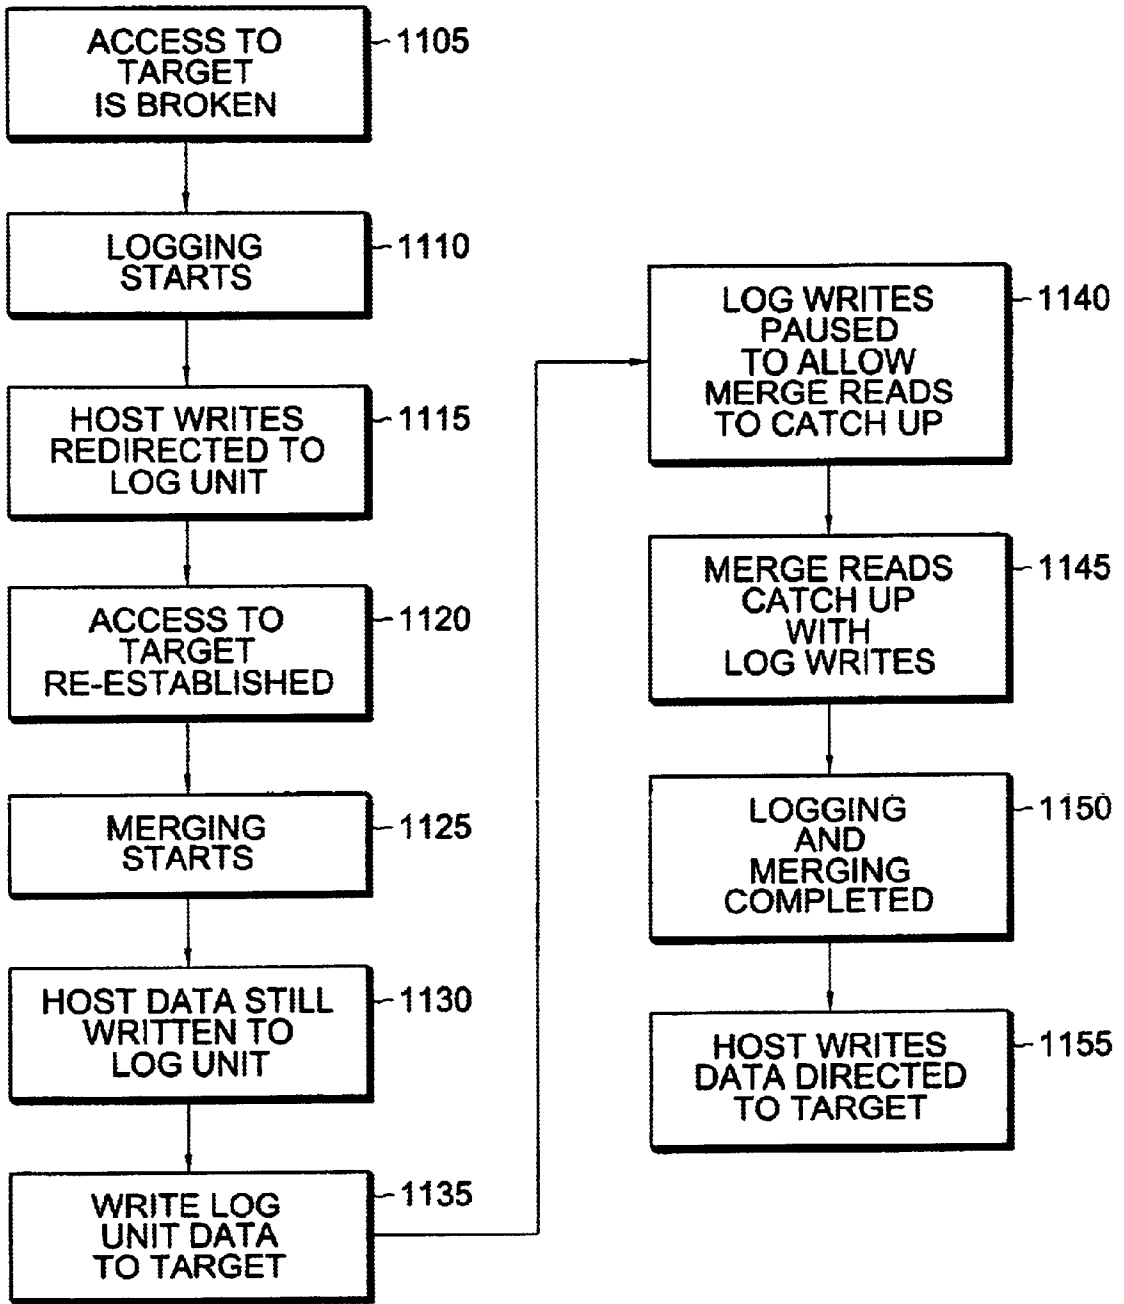 ACCESS TO
TARGET
IS BROKEN
1105
LOGGING
STARTS
1110
HOST WRITES
REDIRECTED TO
LOG UNIT
1115
ACCESS TO
TARGET
RE-ESTABLISHED
1120
MERGING
STARTS
1125
HOST DATA STILL
WRITTEN TO
LOG UNIT
1130
WRITE LOG
UNIT DATA
TO TARGET
1135
LOG WRITES
PAUSED
TO ALLOW
MERGE READS
TO CATCH UP
1140
MERGE READS
CATCH UP
WITH
LOG WRITES
1145
LOGGING
AND
MERGING
COMPLETED
1150
HOST WRITES
DATA DIRECTED
TO TARGET
1155